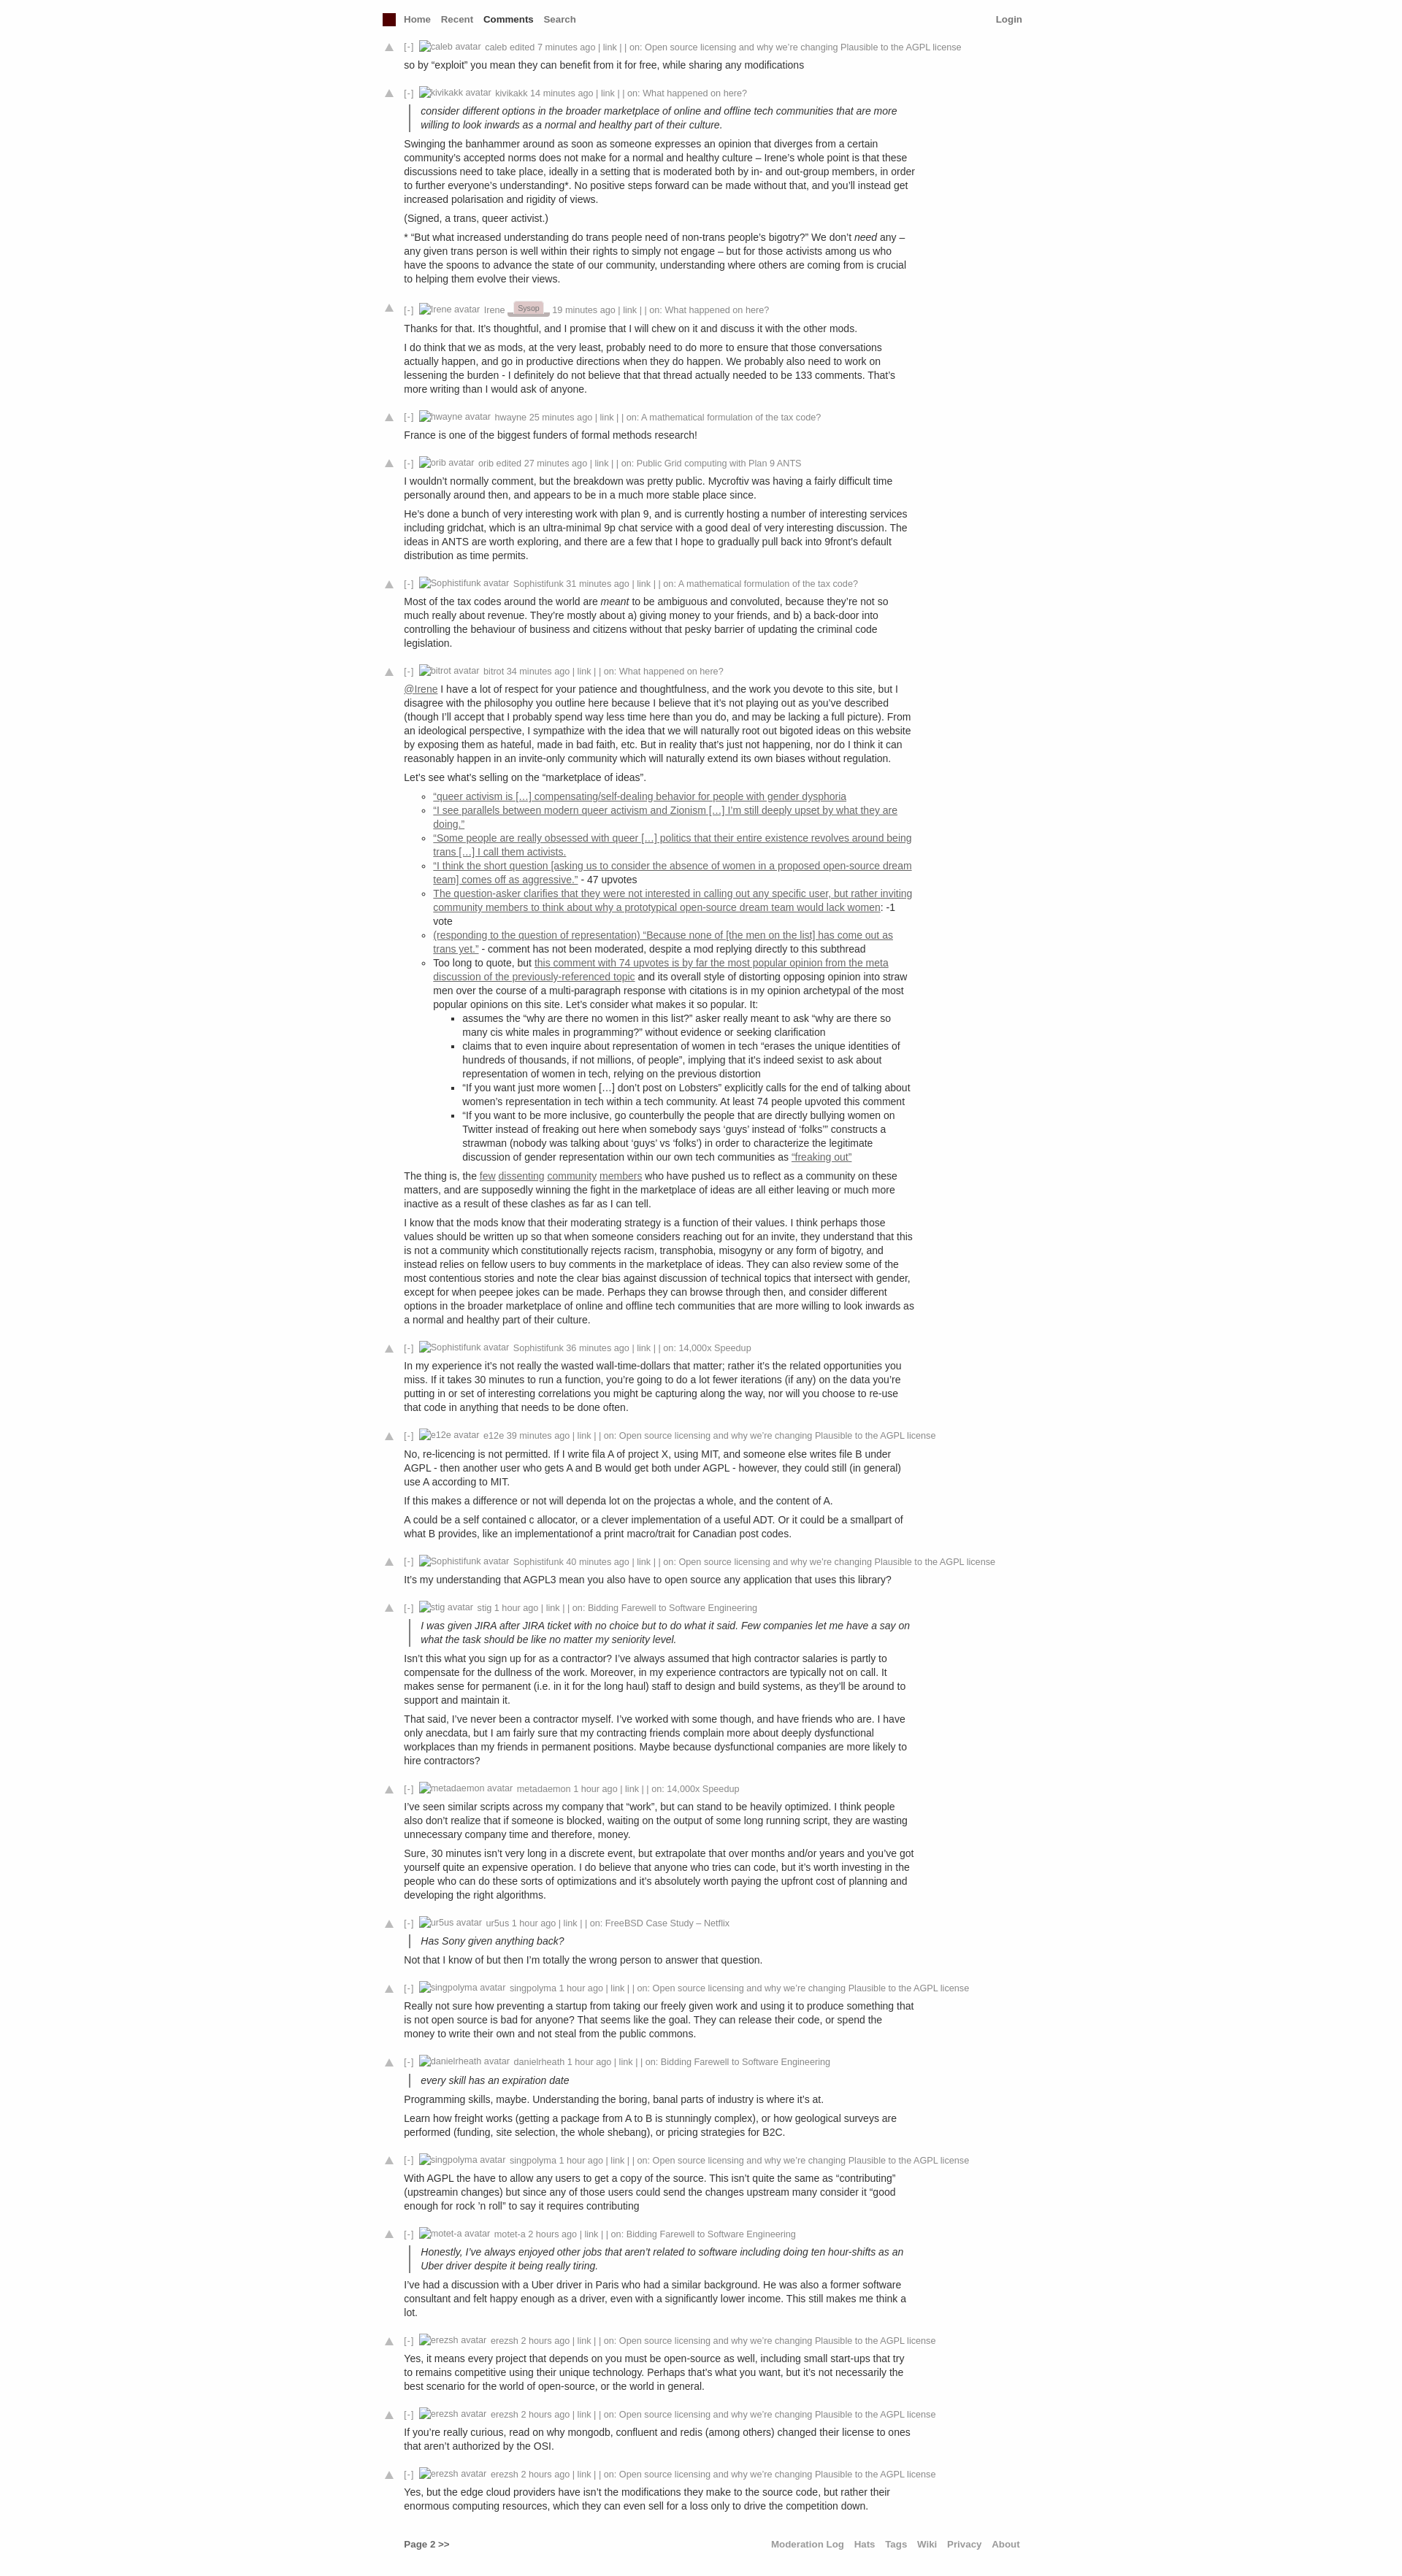 Home Recent Comments Search Login
[-] caleb avatar caleb edited 7 minutes ago | link | | on: Open source licensing and why we’re changing Plausible to the AGPL license
so by “exploit” you mean they can benefit from it for free, while sharing any modifications
[-] kivikakk avatar kivikakk 14 minutes ago | link | | on: What happened on here?
consider different options in the broader marketplace of online and offline tech communities that are more
willing to look inwards as a normal and healthy part of their culture.
Swinging the banhammer around as soon as someone expresses an opinion that diverges from a certain
community’s accepted norms does not make for a normal and healthy culture – Irene’s whole point is that these
discussions need to take place, ideally in a setting that is moderated both by in- and out-group members, in order
to further everyone’s understanding*. No positive steps forward can be made without that, and you’ll instead get
increased polarisation and rigidity of views.
(Signed, a trans, queer activist.)
* “But what increased understanding do trans people need of non-trans people’s bigotry?” We don’t need any –
any given trans person is well within their rights to simply not engage – but for those activists among us who
have the spoons to advance the state of our community, understanding where others are coming from is crucial
to helping them evolve their views.
[-] Irene avatar Irene Sysop 19 minutes ago | link | | on: What happened on here?
Thanks for that. It’s thoughtful, and I promise that I will chew on it and discuss it with the other mods.
I do think that we as mods, at the very least, probably need to do more to ensure that those conversations
actually happen, and go in productive directions when they do happen. We probably also need to work on
lessening the burden - I definitely do not believe that that thread actually needed to be 133 comments. That’s
more writing than I would ask of anyone.
[-] hwayne avatar hwayne 25 minutes ago | link | | on: A mathematical formulation of the tax code?
France is one of the biggest funders of formal methods research!
[-] orib avatar orib edited 27 minutes ago | link | | on: Public Grid computing with Plan 9 ANTS
I wouldn’t normally comment, but the breakdown was pretty public. Mycroftiv was having a fairly difficult time
personally around then, and appears to be in a much more stable place since.
He’s done a bunch of very interesting work with plan 9, and is currently hosting a number of interesting services
including gridchat, which is an ultra-minimal 9p chat service with a good deal of very interesting discussion. The
ideas in ANTS are worth exploring, and there are a few that I hope to gradually pull back into 9front’s default
distribution as time permits.
[-] Sophistifunk avatar Sophistifunk 31 minutes ago | link | | on: A mathematical formulation of the tax code?
Most of the tax codes around the world are meant to be ambiguous and convoluted, because they’re not so
much really about revenue. They’re mostly about a) giving money to your friends, and b) a back-door into
controlling the behaviour of business and citizens without that pesky barrier of updating the criminal code
legislation.
[-] bitrot avatar bitrot 34 minutes ago | link | | on: What happened on here?
@Irene I have a lot of respect for your patience and thoughtfulness, and the work you devote to this site, but I
disagree with the philosophy you outline here because I believe that it’s not playing out as you’ve described
(though I’ll accept that I probably spend way less time here than you do, and may be lacking a full picture). From
an ideological perspective, I sympathize with the idea that we will naturally root out bigoted ideas on this website
by exposing them as hateful, made in bad faith, etc. But in reality that’s just not happening, nor do I think it can
reasonably happen in an invite-only community which will naturally extend its own biases without regulation.
Let’s see what’s selling on the “marketplace of ideas”.
“queer activism is […] compensating/self-dealing behavior for people with gender dysphoria
“I see parallels between modern queer activism and Zionism […] I’m still deeply upset by what they are
doing.”
“Some people are really obsessed with queer […] politics that their entire existence revolves around being
trans […] I call them activists.
“I think the short question [asking us to consider the absence of women in a proposed open-source dream
team] comes off as aggressive.” - 47 upvotes
The question-asker clarifies that they were not interested in calling out any specific user, but rather inviting
community members to think about why a prototypical open-source dream team would lack women: -1
vote
(responding to the question of representation) “Because none of [the men on the list] has come out as
trans yet.” - comment has not been moderated, despite a mod replying directly to this subthread
Too long to quote, but this comment with 74 upvotes is by far the most popular opinion from the meta
discussion of the previously-referenced topic and its overall style of distorting opposing opinion into straw
men over the course of a multi-paragraph response with citations is in my opinion archetypal of the most
popular opinions on this site. Let’s consider what makes it so popular. It:
assumes the “why are there no women in this list?” asker really meant to ask “why are there so
many cis white males in programming?” without evidence or seeking clarification
claims that to even inquire about representation of women in tech “erases the unique identities of
hundreds of thousands, if not millions, of people”, implying that it’s indeed sexist to ask about
representation of women in tech, relying on the previous distortion
“If you want just more women […] don’t post on Lobsters” explicitly calls for the end of talking about
women’s representation in tech within a tech community. At least 74 people upvoted this comment
“If you want to be more inclusive, go counterbully the people that are directly bullying women on
Twitter instead of freaking out here when somebody says ‘guys’ instead of ‘folks’” constructs a
strawman (nobody was talking about ‘guys’ vs ‘folks’) in order to characterize the legitimate
discussion of gender representation within our own tech communities as “freaking out”
The thing is, the few dissenting community members who have pushed us to reflect as a community on these
matters, and are supposedly winning the fight in the marketplace of ideas are all either leaving or much more
inactive as a result of these clashes as far as I can tell.
I know that the mods know that their moderating strategy is a function of their values. I think perhaps those
values should be written up so that when someone considers reaching out for an invite, they understand that this
is not a community which constitutionally rejects racism, transphobia, misogyny or any form of bigotry, and
instead relies on fellow users to buy comments in the marketplace of ideas. They can also review some of the
most contentious stories and note the clear bias against discussion of technical topics that intersect with gender,
except for when peepee jokes can be made. Perhaps they can browse through then, and consider different
options in the broader marketplace of online and offline tech communities that are more willing to look inwards as
a normal and healthy part of their culture.
[-] Sophistifunk avatar Sophistifunk 36 minutes ago | link | | on: 14,000x Speedup
In my experience it’s not really the wasted wall-time-dollars that matter; rather it’s the related opportunities you
miss. If it takes 30 minutes to run a function, you’re going to do a lot fewer iterations (if any) on the data you’re
putting in or set of interesting correlations you might be capturing along the way, nor will you choose to re-use
that code in anything that needs to be done often.
[-] e12e avatar e12e 39 minutes ago | link | | on: Open source licensing and why we’re changing Plausible to the AGPL license
No, re-licencing is not permitted. If I write fila A of project X, using MIT, and someone else writes file B under
AGPL - then another user who gets A and B would get both under AGPL - however, they could still (in general)
use A according to MIT.
If this makes a difference or not will dependa lot on the projectas a whole, and the content of A.
A could be a self contained c allocator, or a clever implementation of a useful ADT. Or it could be a smallpart of
what B provides, like an implementationof a print macro/trait for Canadian post codes.
[-] Sophistifunk avatar Sophistifunk 40 minutes ago | link | | on: Open source licensing and why we’re changing Plausible to the AGPL license
It’s my understanding that AGPL3 mean you also have to open source any application that uses this library?
[-] stig avatar stig 1 hour ago | link | | on: Bidding Farewell to Software Engineering
I was given JIRA after JIRA ticket with no choice but to do what it said. Few companies let me have a say on
what the task should be like no matter my seniority level.
Isn’t this what you sign up for as a contractor? I’ve always assumed that high contractor salaries is partly to
compensate for the dullness of the work. Moreover, in my experience contractors are typically not on call. It
makes sense for permanent (i.e. in it for the long haul) staff to design and build systems, as they’ll be around to
support and maintain it.
That said, I’ve never been a contractor myself. I’ve worked with some though, and have friends who are. I have
only anecdata, but I am fairly sure that my contracting friends complain more about deeply dysfunctional
workplaces than my friends in permanent positions. Maybe because dysfunctional companies are more likely to
hire contractors?
[-] metadaemon avatar metadaemon 1 hour ago | link | | on: 14,000x Speedup
I’ve seen similar scripts across my company that “work”, but can stand to be heavily optimized. I think people
also don’t realize that if someone is blocked, waiting on the output of some long running script, they are wasting
unnecessary company time and therefore, money.
Sure, 30 minutes isn’t very long in a discrete event, but extrapolate that over months and/or years and you’ve got
yourself quite an expensive operation. I do believe that anyone who tries can code, but it’s worth investing in the
people who can do these sorts of optimizations and it’s absolutely worth paying the upfront cost of planning and
developing the right algorithms.
[-] ur5us avatar ur5us 1 hour ago | link | | on: FreeBSD Case Study – Netflix
Has Sony given anything back?
Not that I know of but then I’m totally the wrong person to answer that question.
[-] singpolyma avatar singpolyma 1 hour ago | link | | on: Open source licensing and why we’re changing Plausible to the AGPL license
Really not sure how preventing a startup from taking our freely given work and using it to produce something that
is not open source is bad for anyone? That seems like the goal. They can release their code, or spend the
money to write their own and not steal from the public commons.
[-] danielrheath avatar danielrheath 1 hour ago | link | | on: Bidding Farewell to Software Engineering
every skill has an expiration date
Programming skills, maybe. Understanding the boring, banal parts of industry is where it’s at.
Learn how freight works (getting a package from A to B is stunningly complex), or how geological surveys are
performed (funding, site selection, the whole shebang), or pricing strategies for B2C.
[-] singpolyma avatar singpolyma 1 hour ago | link | | on: Open source licensing and why we’re changing Plausible to the AGPL license
With AGPL the have to allow any users to get a copy of the source. This isn’t quite the same as “contributing”
(upstreamin changes) but since any of those users could send the changes upstream many consider it “good
enough for rock ’n roll” to say it requires contributing
[-] motet-a avatar motet-a 2 hours ago | link | | on: Bidding Farewell to Software Engineering
Honestly, I’ve always enjoyed other jobs that aren’t related to software including doing ten hour-shifts as an
Uber driver despite it being really tiring.
I’ve had a discussion with a Uber driver in Paris who had a similar background. He was also a former software
consultant and felt happy enough as a driver, even with a significantly lower income. This still makes me think a
lot.
[-] erezsh avatar erezsh 2 hours ago | link | | on: Open source licensing and why we’re changing Plausible to the AGPL license
Yes, it means every project that depends on you must be open-source as well, including small start-ups that try
to remains competitive using their unique technology. Perhaps that’s what you want, but it’s not necessarily the
best scenario for the world of open-source, or the world in general.
[-] erezsh avatar erezsh 2 hours ago | link | | on: Open source licensing and why we’re changing Plausible to the AGPL license
If you’re really curious, read on why mongodb, confluent and redis (among others) changed their license to ones
that aren’t authorized by the OSI.
[-] erezsh avatar erezsh 2 hours ago | link | | on: Open source licensing and why we’re changing Plausible to the AGPL license
Yes, but the edge cloud providers have isn’t the modifications they make to the source code, but rather their
enormous computing resources, which they can even sell for a loss only to drive the competition down.
Page 2 >> Moderation Log Hats Tags Wiki Privacy About